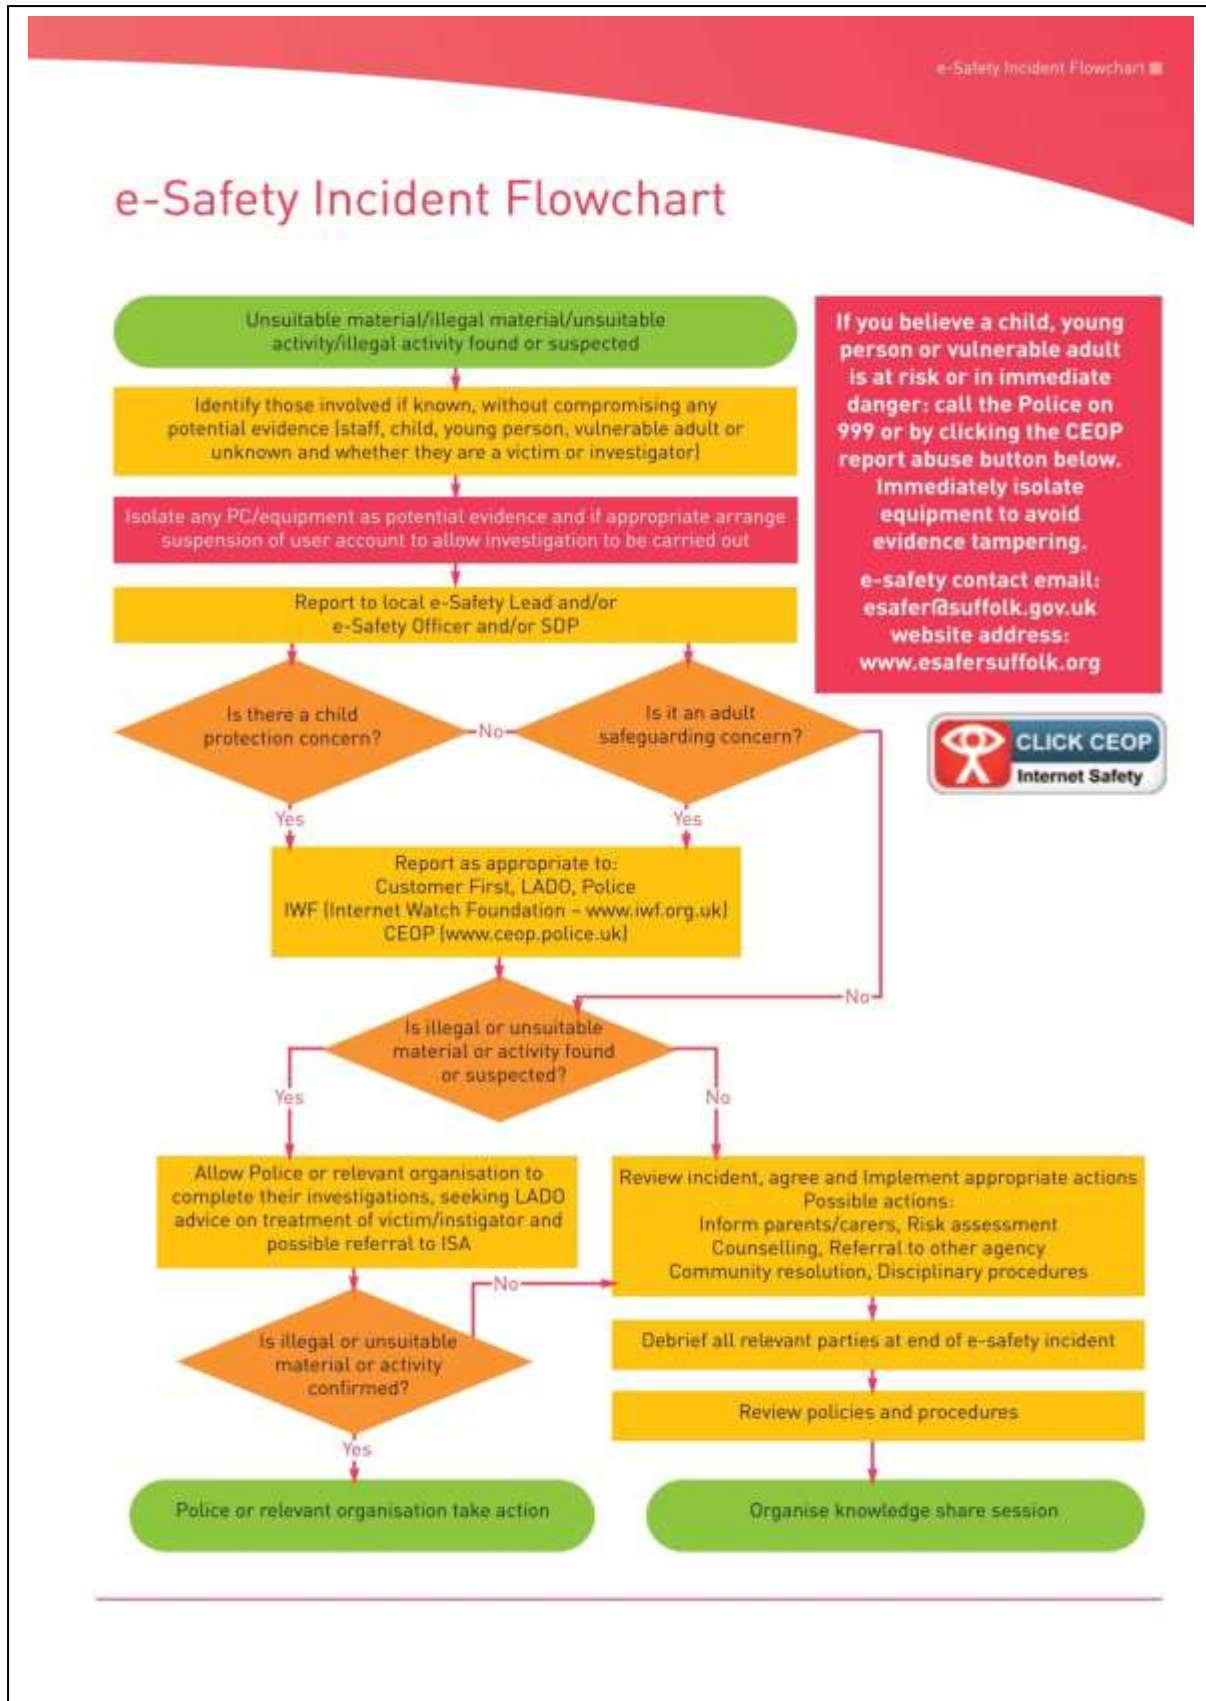 e-Safety Incident Flowchart
e-Safety Incident Flowchart
Unsuitable material/illegal material/unsuitable
activity/illegal activity found or suspected
Identify those involved if known, without compromising any
potential evidence (staff, child, young person, vulnerable adult or
unknown and whether they are a victim or investigator)
Isolate any PC/equipment as potential evidence and if appropriate arrange
suspension of user account to allow investigation to be carried out
Report to local e-Safety Lead and/or
e-Safety Officer and/or SDP
If you believe a child, young
person or vulnerable adult
is at risk or in immediate
danger: call the Police on
999 or by clicking the CEOP
report abuse button below.
Immediately isolate
equipment to avoid
evidence tampering.
e-safety contact email:
esafer@suffolk.gov.uk
website address:
www.esafersuffolk.org
CLICK CEOP
Internet Safety
Is there a child
protection concern?
No
Is it an adult
safeguarding concern?
Yes
Yes
Report as appropriate to:
Customer First, LADO, Police
IWF (Internet Watch Foundation – www.iwf.org.uk)
CEOP (www.ceop.police.uk)
No
Is illegal or unsuitable
material or activity found
or suspected?
Yes
No
Allow Police or relevant organisation to
complete their investigations, seeking LADO
advice on treatment of victim/instigator and
possible referral to ISA
Review incident, agree and Implement appropriate actions
Possible actions:
Inform parents/carers, Risk assessment
Counselling, Referral to other agency
Community resolution, Disciplinary procedures
No
Is illegal or unsuitable
material or activity
confirmed?
Debrief all relevant parties at end of e-safety incident
Review policies and procedures
Yes
Police or relevant organisation take action
Organise knowledge share session